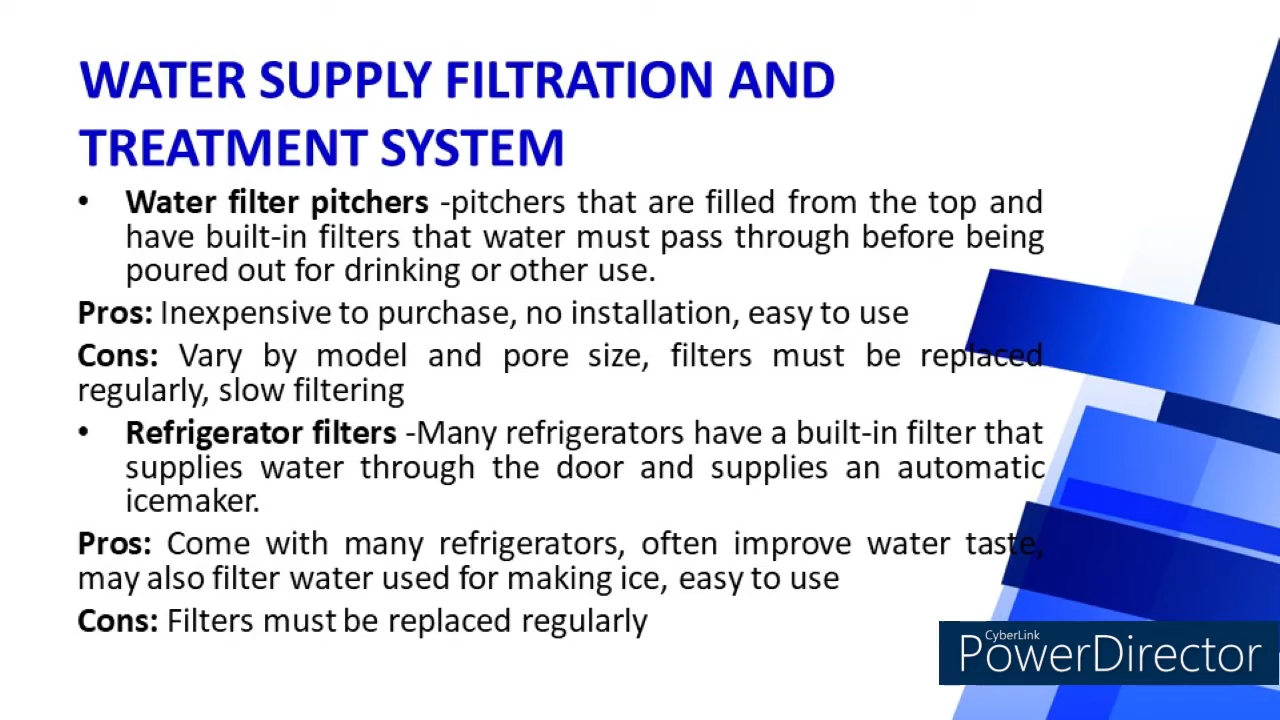 WATER SUPPLY FILTRATION AND
TREATMENT SYSTEM
• Water filter pitchers -pitchers that are filled from the top and
have built-in filters that water must pass through before being
poured out for drinking or other use.
Pros: Inexpensive to purchase, no installation, easy to use
Cons: Vary by model and pore size, filters must be replaced
regularly, slow filtering
• Refrigerator filters -Many refrigerators have a built-in filter that
supplies water through the door and supplies an automatic
icemaker.
Pros: Come with many refrigerators, often improve water taste,
may also filter water used for making ice, easy to use
Cons: Filters must be replaced regularly
CyberLink
PowerDirector